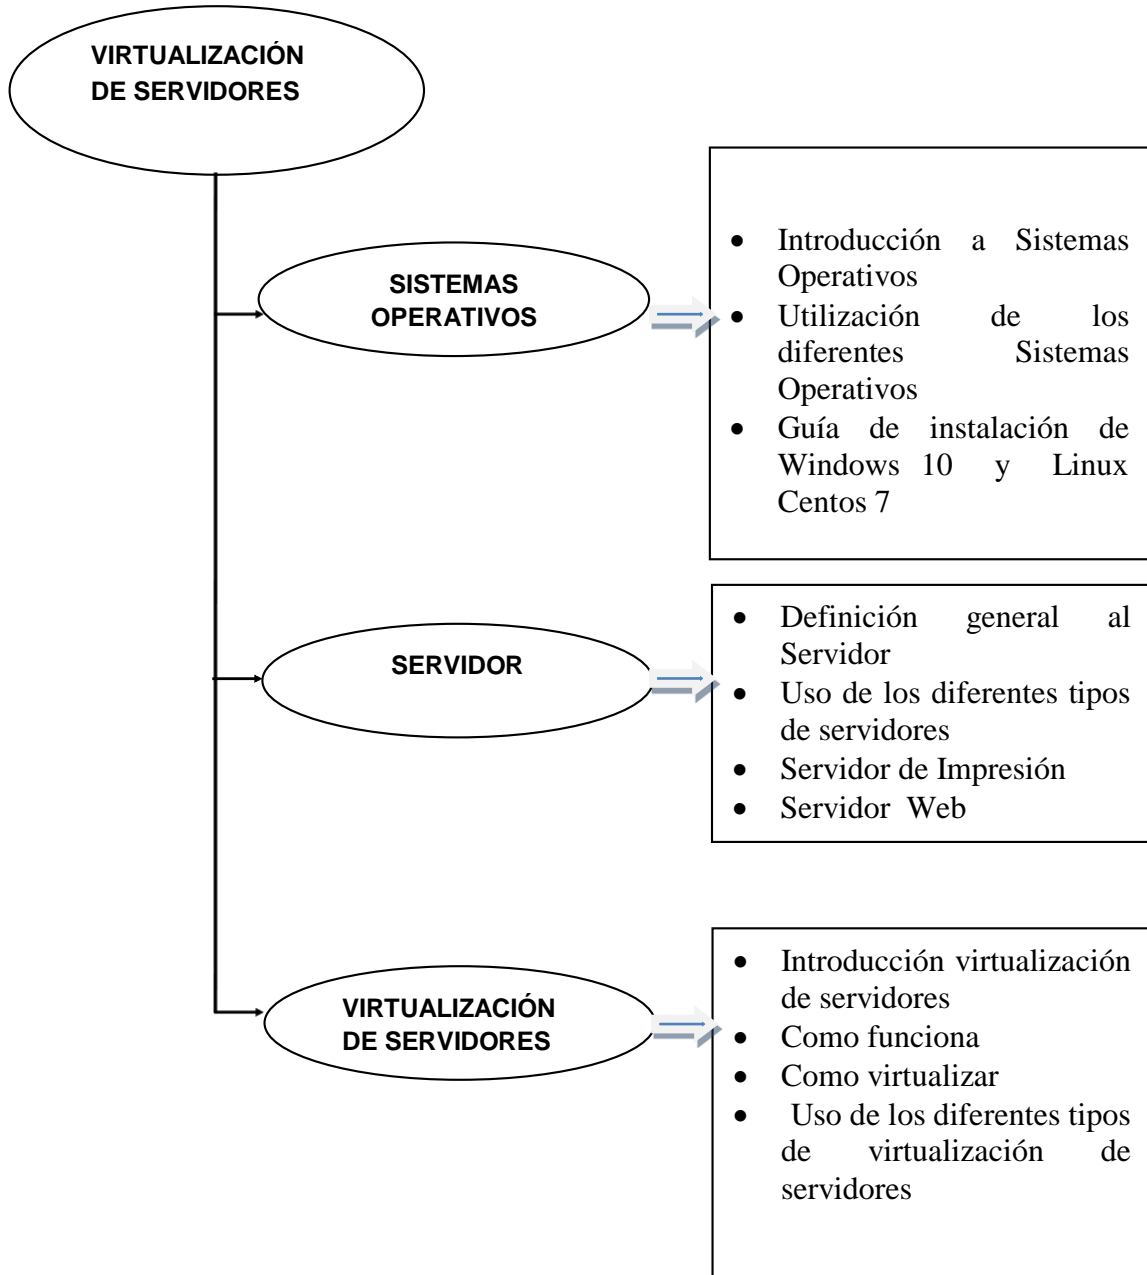 VIRTUALIZACIÓN
DE SERVIDORES
SISTEMAS
OPERATIVOS
• Introducción a Sistemas
Operativos
• Utilización de los
diferentes Sistemas
Operativos
• Guía de instalación de
Windows 10 y Linux
Centos 7
SERVIDOR
• Definición general al
Servidor
• Uso de los diferentes tipos
de servidores
• Servidor de Impresión
• Servidor Web
VIRTUALIZACIÓN
DE SERVIDORES
• Introducción virtualización
de servidores
• Como funciona
• Como virtualizar
• Uso de los diferentes tipos
de virtualización de
servidores